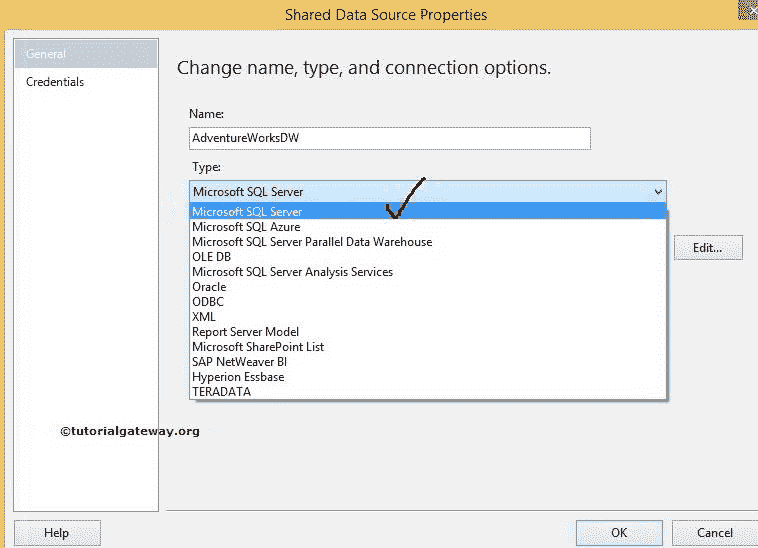 Shared Data Source Properties
General
Credentials
Change name, type, and connection options.
Name:
AdventureWorksDW
Type:
Microsoft SQL Server
Microsoft SQL Server
Microsoft SQL Azure
Microsoft SQL Server Parallel Data Warehouse
OLE DB
Microsoft SQL Server Analysis Services
Oracle
ODBC
XML
Report Server Model
Microsoft SharePoint List
SAP NetWeaver BI
Hyperion Essbase
TERADATA
Edit...
©tutorialgateway.org
Help
OK
Cancel